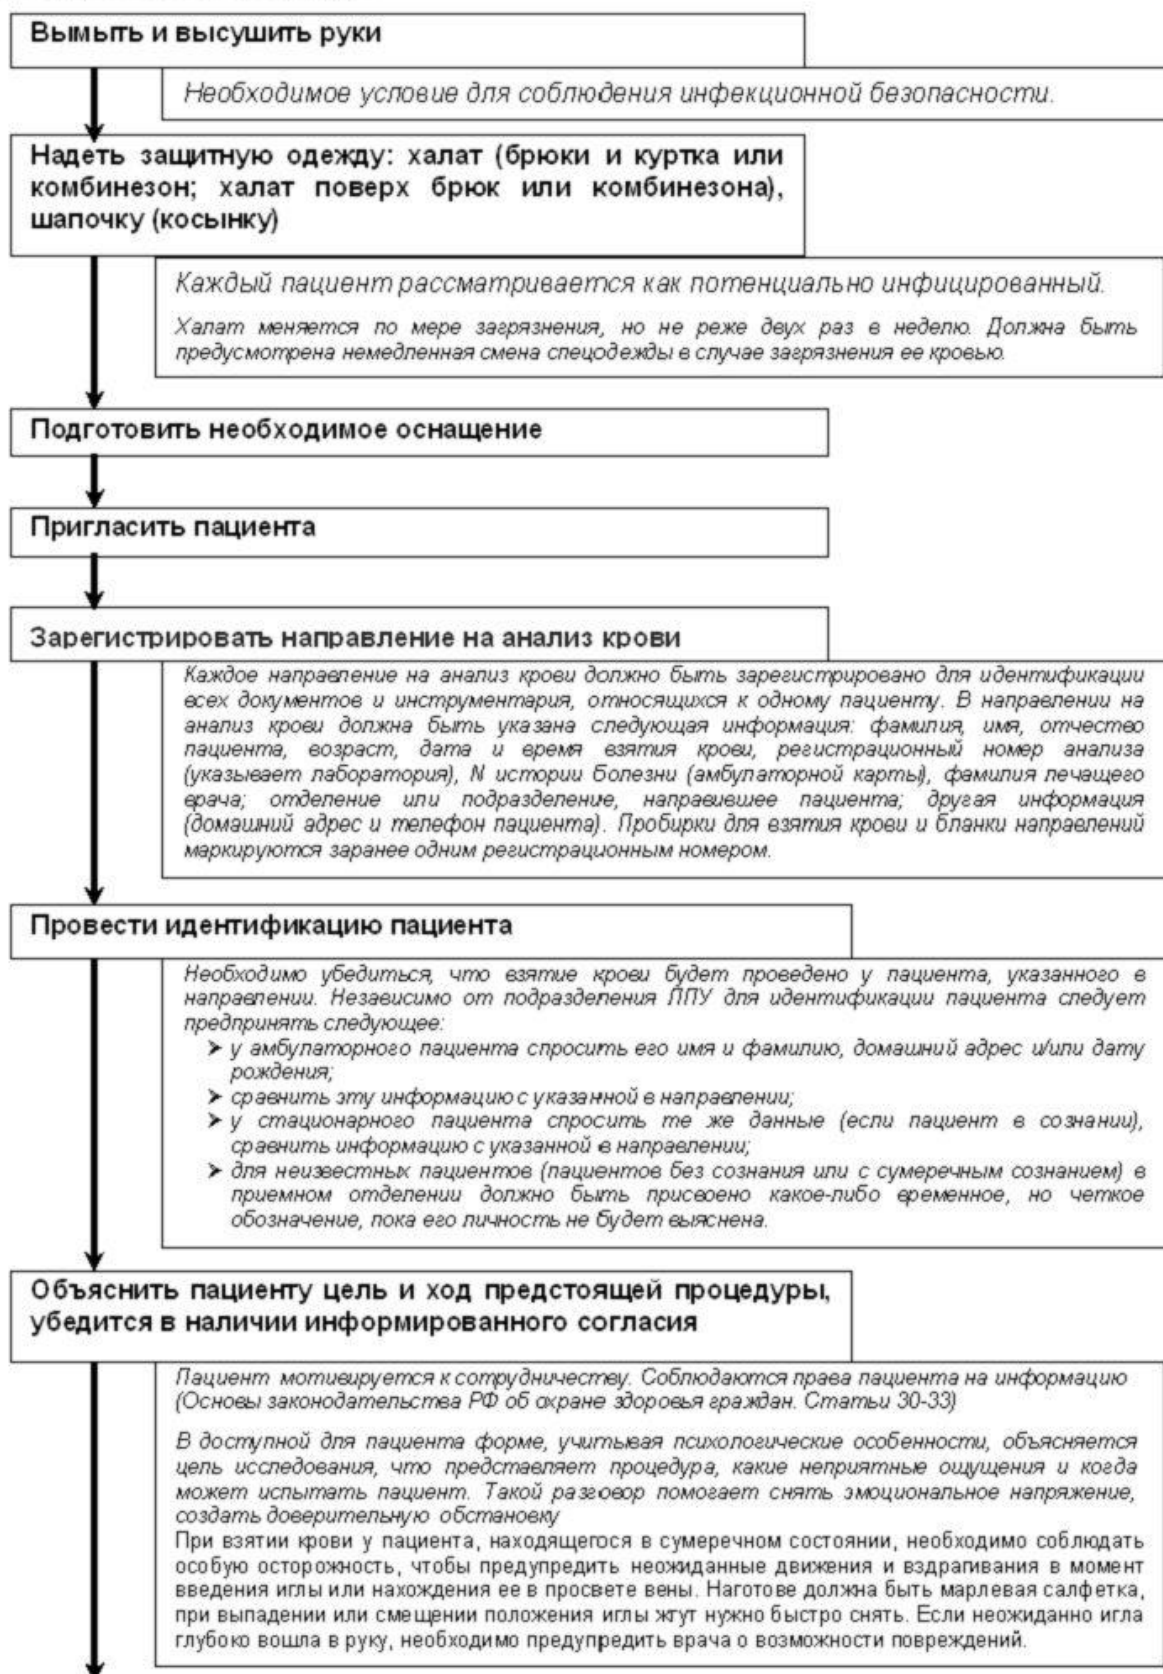 Вымыть и высушить руки
Необходимое условие для соблюдения инфекционной безопасности.
Надеть защитную одежду: халат (брюки и куртка или
комбинезон; халат поверх брюк или комбинезона),
шапочку (косынку)
Каждый пациент рассматривается как потенциально инфицированный.
Халат меняется по мере загрязнения, но не реже двух раз в неделю. Должна быть
предусмотрена немедленная смена спецодежды в случае загрязнения ее кровью.
Подготовить необходимое оснащение
Пригласить пациента
Зарегистрировать направление на анализ крови
Каждое направление на анализ крови должно быть зарегистрировано для идентификации
всех документов и инструментария, относящихся к одному пациенту. В направлении на
анализ крови должна быть указана следующая информация: фамилия, имя, отчество
пациента, возраст, дата и время взятия крови, регистрационный номер анализа
(указывает лаборатория), N истории болезни (амбулаторной карты), фамилия лечащего
врача; отделение или подразделение, направившее пациента; другая информация
(домашний адрес и телефон пациента). Пробирки для взятия крови и бланки направлений
маркируются заранее одним регистрационным номером.
Провести идентификацию пациента
Необходимо убедиться, что взятие крови будет проведено у пациента, указанного в
направлении. Независимо от подразделения ЛПУ для идентификации пациента следует
предпринять следующее:
➢ у амбулаторного пациента спросить его имя и фамилию, домашний адрес и/или дату
рождения;
➢ сравнить эту информацию с указанной в направлении;
➢ у стационарного пациента спросить те же данные (если пациент в сознании),
сравнить информацию с указанной в направлении;
➢ для неизвестных пациентов (пациентов без сознания или с сумеречным сознанием) в
приемном отделении должно быть присвоено какое-либо временное, но четкое
обозначение, пока его личность не будет выяснена.
Объяснить пациенту цель и ход предстоящей процедуры,
убедится в наличии информированного согласия
Пациент мотивируется к сотрудничеству. Соблюдаются права пациента на информацию
(Основы законодательства РФ об охране здоровья граждан. Статьи 30-33)
В доступной для пациента форме, учитывая психологические особенности, объясняется
цель исследования, что представляет процедура, какие неприятные ощущения и когда
может испытать пациент. Такой разговор помогает снять эмоциональное напряжение,
создать доверительную обстановку
При взятии крови у пациента, находящегося в сумеречном состоянии, необходимо соблюдать
особую осторожность, чтобы предупредить неожиданные движения и вздрагивания в момент
введения иглы или нахождения ее в просвете вены. Наготове должна быть марлевая салфетка,
при выпадении или смещении положения иглы жгут нужно быстро снять. Если неожиданно игла
глубоко вошла в руку, необходимо предупредить врача о возможности повреждений.